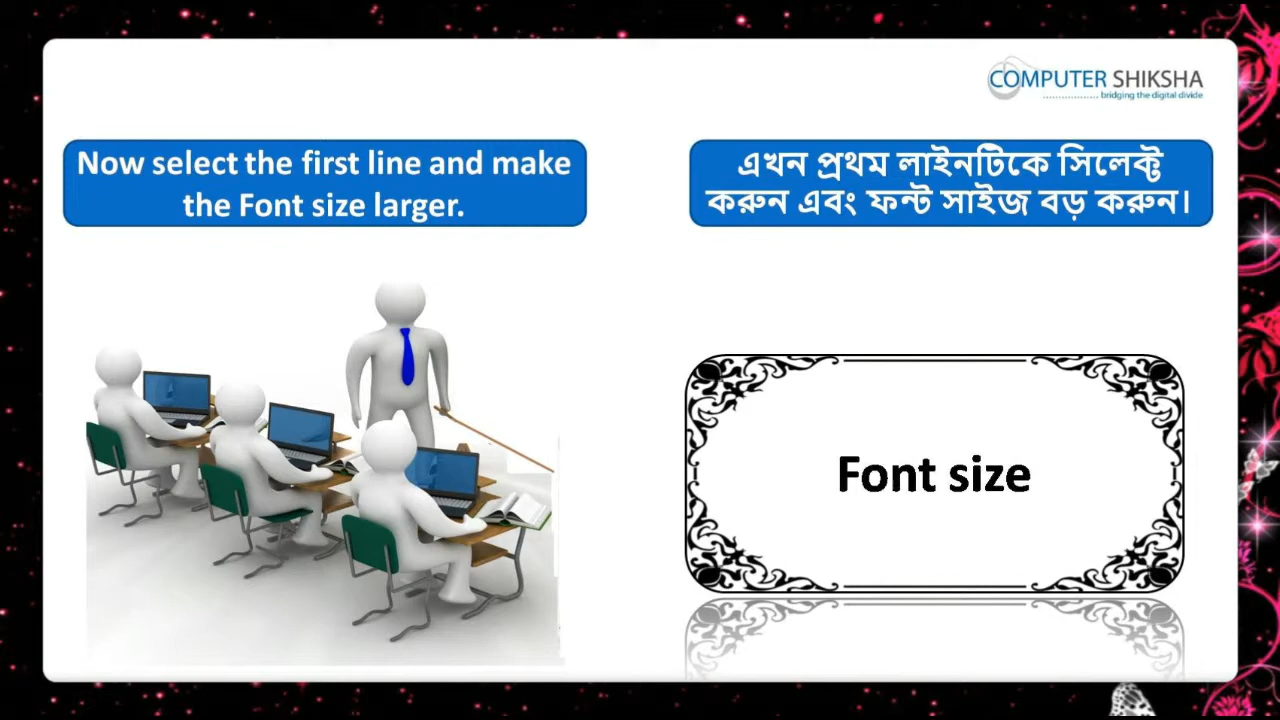 COMPUTER SHIKSHA
bridging the digital divide
Now select the first line and make
the Font size larger.
এখন প্রথম লাইনটিকে সিলেক্ট
করুন এবং ফন্ট সাইজ বড় করুন।
Font size